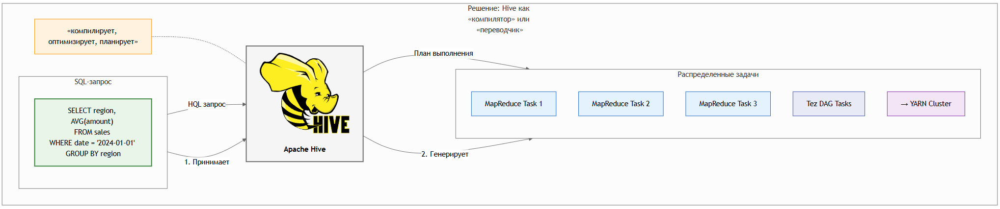 Решение: Hive как
«компилятор» или
«переводчик»
«компилирует,
оптимизирует, планирует»
SQL-запрос
SELECT region,
AVG(amount)
FROM sales
WHERE date = '2024-01-01'
GROUP BY region
HQL запрос
1. Принимает
HIVE
Apache Hive
План выполнения
2. Генерирует
Распределенные задачи
MapReduce Task 1
MapReduce Task 2
MapReduce Task 3
Tez DAG Tasks
→ YARN Cluster